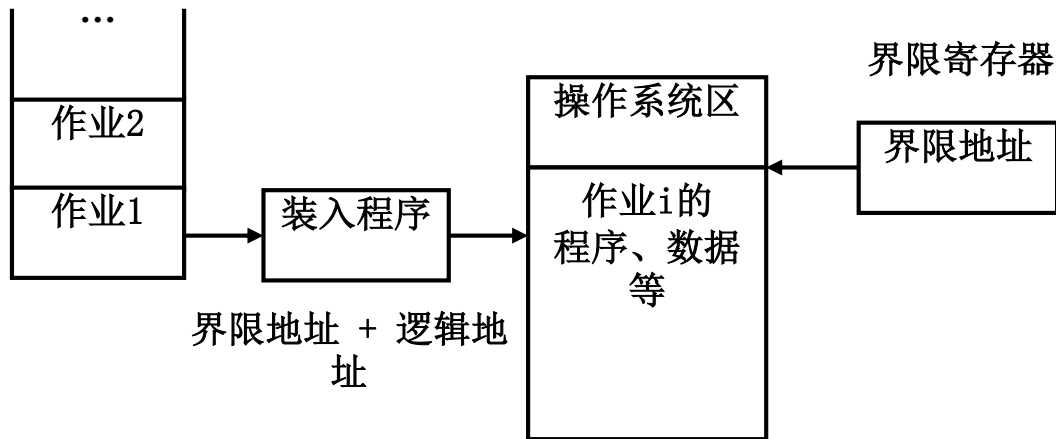 ...
作业2
作业1
装入程序
界限地址 + 逻辑地
址
操作系统区
作业i的
程序、数据
等
界限寄存器
界限地址